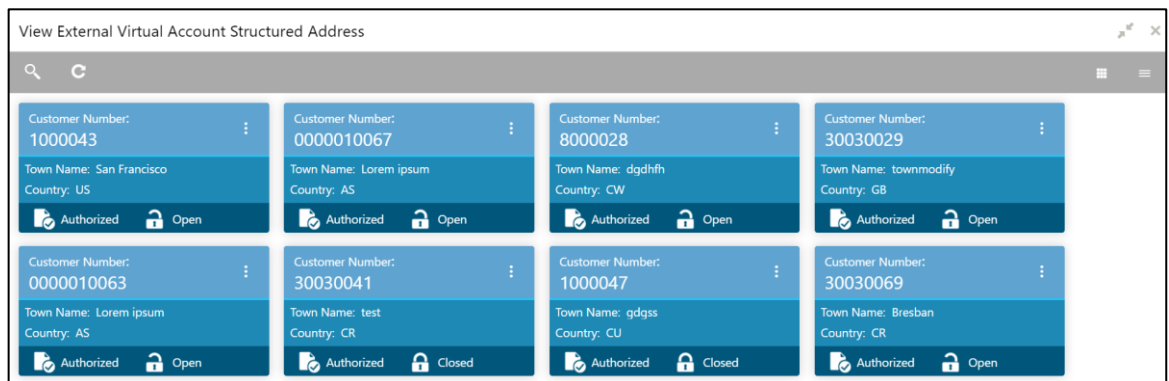 View External Virtual Account Structured Address
Customer Number:
1000043
Town Name: San Francisco
Country: US
Authorized Open
Customer Number:
0000010067
Town Name: Lorem ipsum
Country: AS
Authorized Open
Customer Number:
8000028
Town Name: dgdhfh
Country: CW
Authorized Open
Customer Number:
30030029
Town Name: townmodify
Country: GB
Authorized Open
Customer Number:
0000010063
Town Name: Lorem ipsum
Country: AS
Authorized Open
Customer Number:
30030041
Town Name: test
Country: CR
Authorized Closed
Customer Number:
1000047
Town Name: gdgss
Country: CU
Authorized Closed
Customer Number:
30030069
Town Name: Bresban
Country: CR
Authorized Open